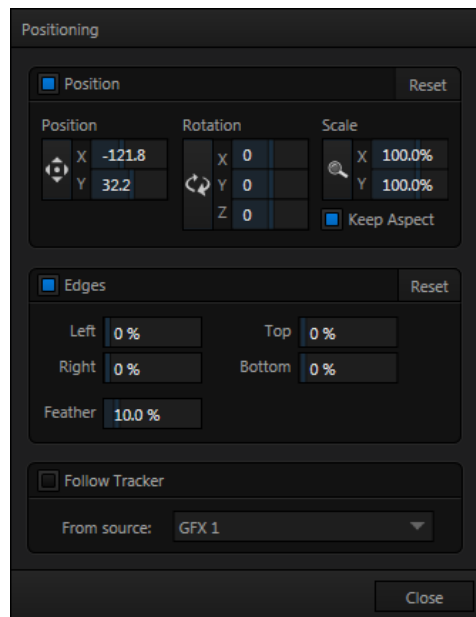 Positioning
Position Reset
Position Rotation Scale
X -121.8 X 0 X 100.0%
Y 32.2 Y 0 Y 100.0%
Z 0 Keep Aspect
Edges Reset
Left 0 % Top 0 %
Right 0 % Bottom 0 %
Feather 10.0 %
Follow Tracker
From source: GFX 1
Close